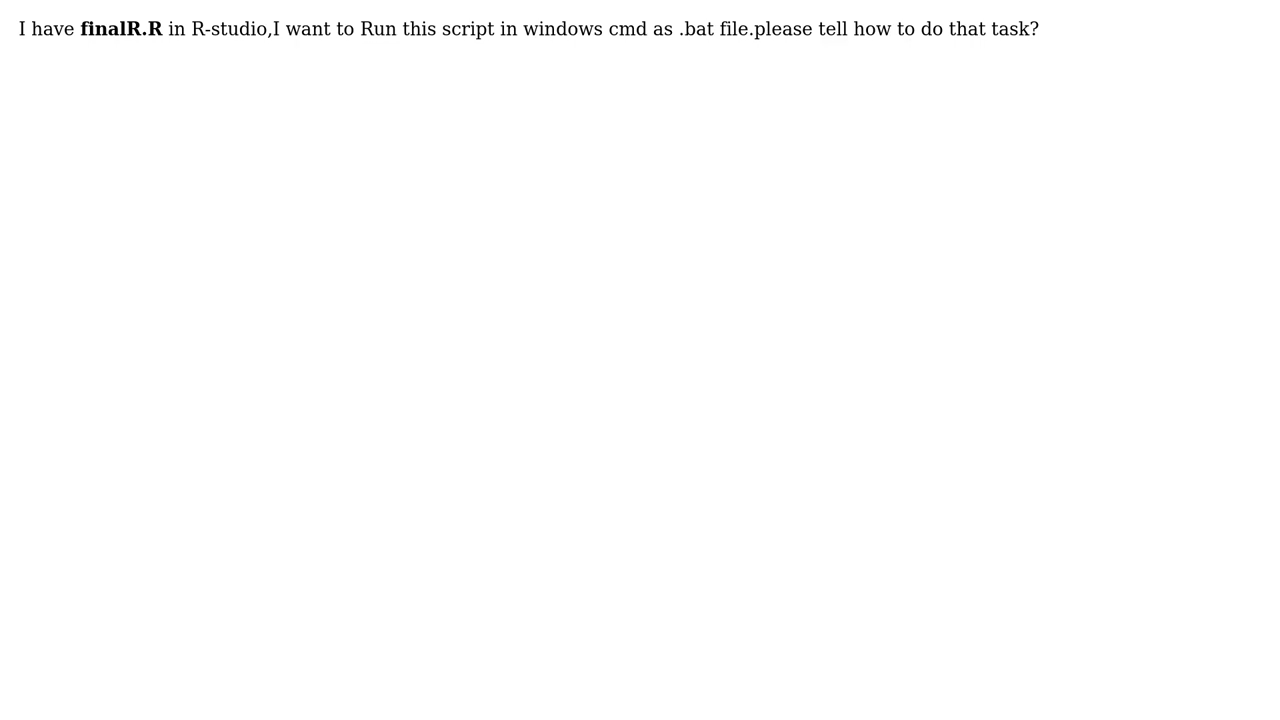 I have finalR.R in R-studio,I want to Run this script in windows cmd as .bat file.please tell how to do that task?